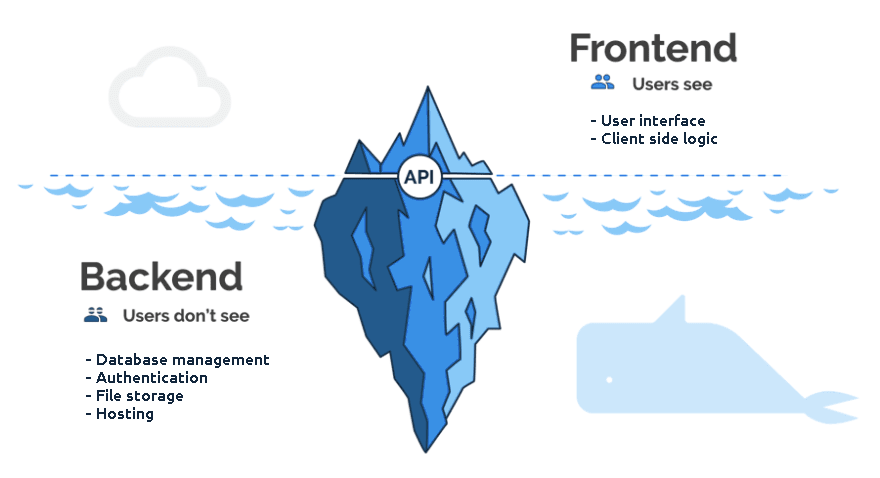 Frontend
Users see
- User interface
- Client side logic
API
Backend
Users don't see
- Database management
- Authentication
- File storage
- Hosting